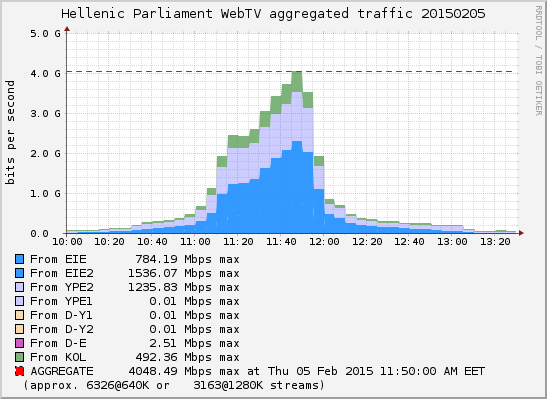 Hellenic Parliament WebTV aggregated traffic 20150205
RRDTOOL / TOBI OETIKER
bits per second
5.0 G
4.0 G
3.0 G
2.0 G
1.0 G
0.0
10:00 10:20 10:40 11:00 11:20 11:40 12:00 12:20 12:40 13:00 13:20
From EIE 784.19 Mbps max
From EIE2 1536.07 Mbps max
From YPE2 1235.83 Mbps max
From YPE1 0.01 Mbps max
From D-Y1 0.01 Mbps max
From D-Y2 0.01 Mbps max
From D-E 2.51 Mbps max
From KOL 492.36 Mbps max
AGGREGATE 4048.49 Mbps max at Thu 05 Feb 2015 11:50:00 AM EET
(approx. 6326@640K or 3163@1280K streams)